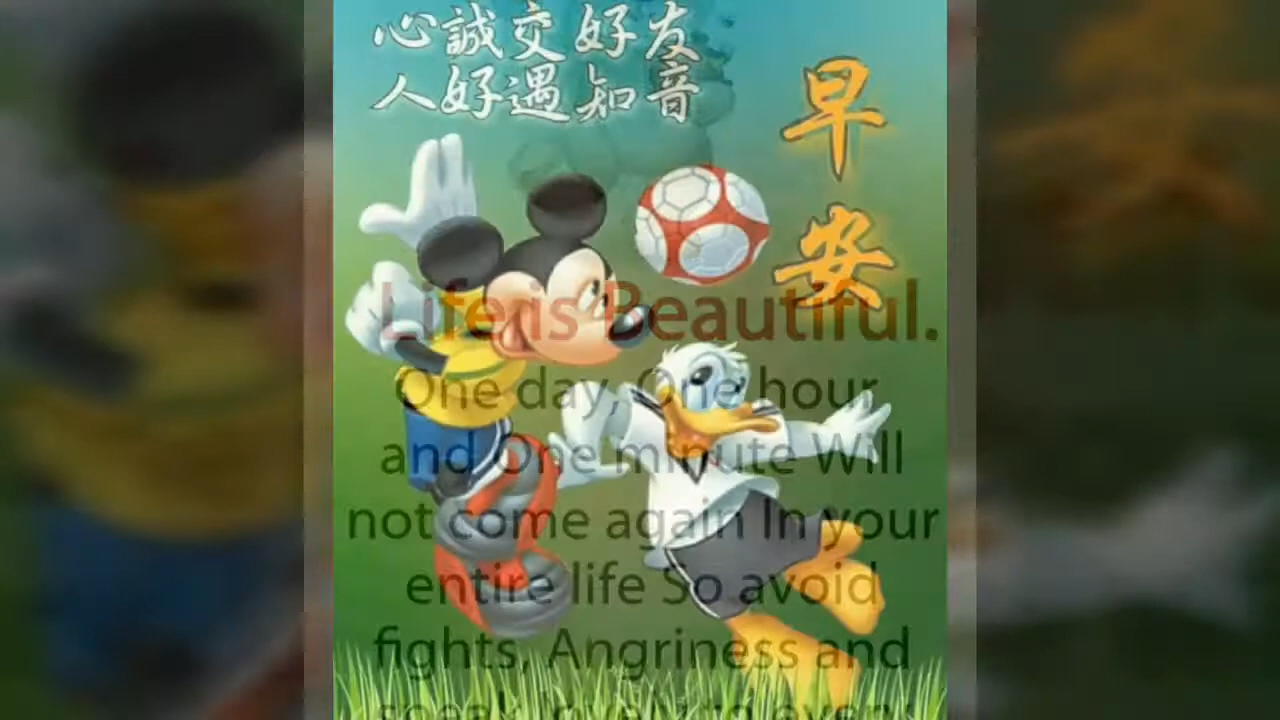 心誠交好友
人好遇知音
早安
Life is Beautiful.
One day, One hour
and One minute Will
not come again In your
entire life So avoid
fights, Angriness and